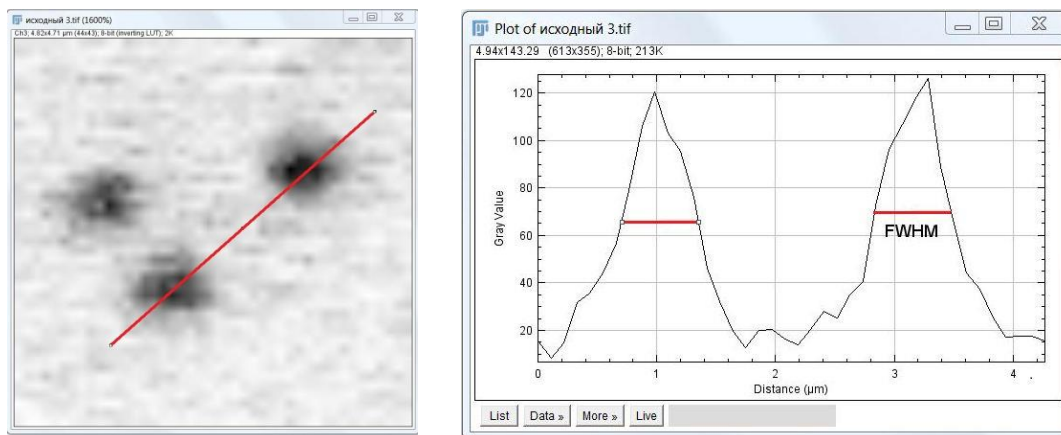 исходный 3.tif (1600%)
Ch3; 4.82x4.71 µm (44x43); 8-bit (inverting LUT); 2K
Plot of исходный 3.tif
4.94x143.29 (613x355); 8-bit; 213K
120
100
80
60
40
20
Gray Value
FWHM
0
1
2
3
4
Distance (µm)
List
Data »
More »
Live